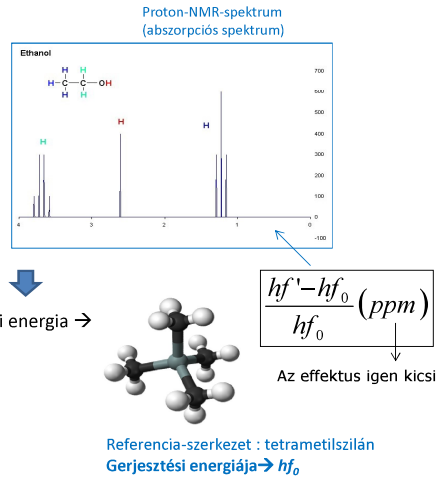 Proton-NMR-spektrum
(abszorpciós spektrum)
Ethanol
H H
H C C OH
H H
H
H
H
700
600
500
400
300
200
100
0
-100
4 3 2 1 0
i energia →
hf'-hf₀
hf₀
(ppm)
Az effektus igen kicsi
Referencia-szerkezet : tetrametilszilán
Gerjesztési energiája→ hf₀